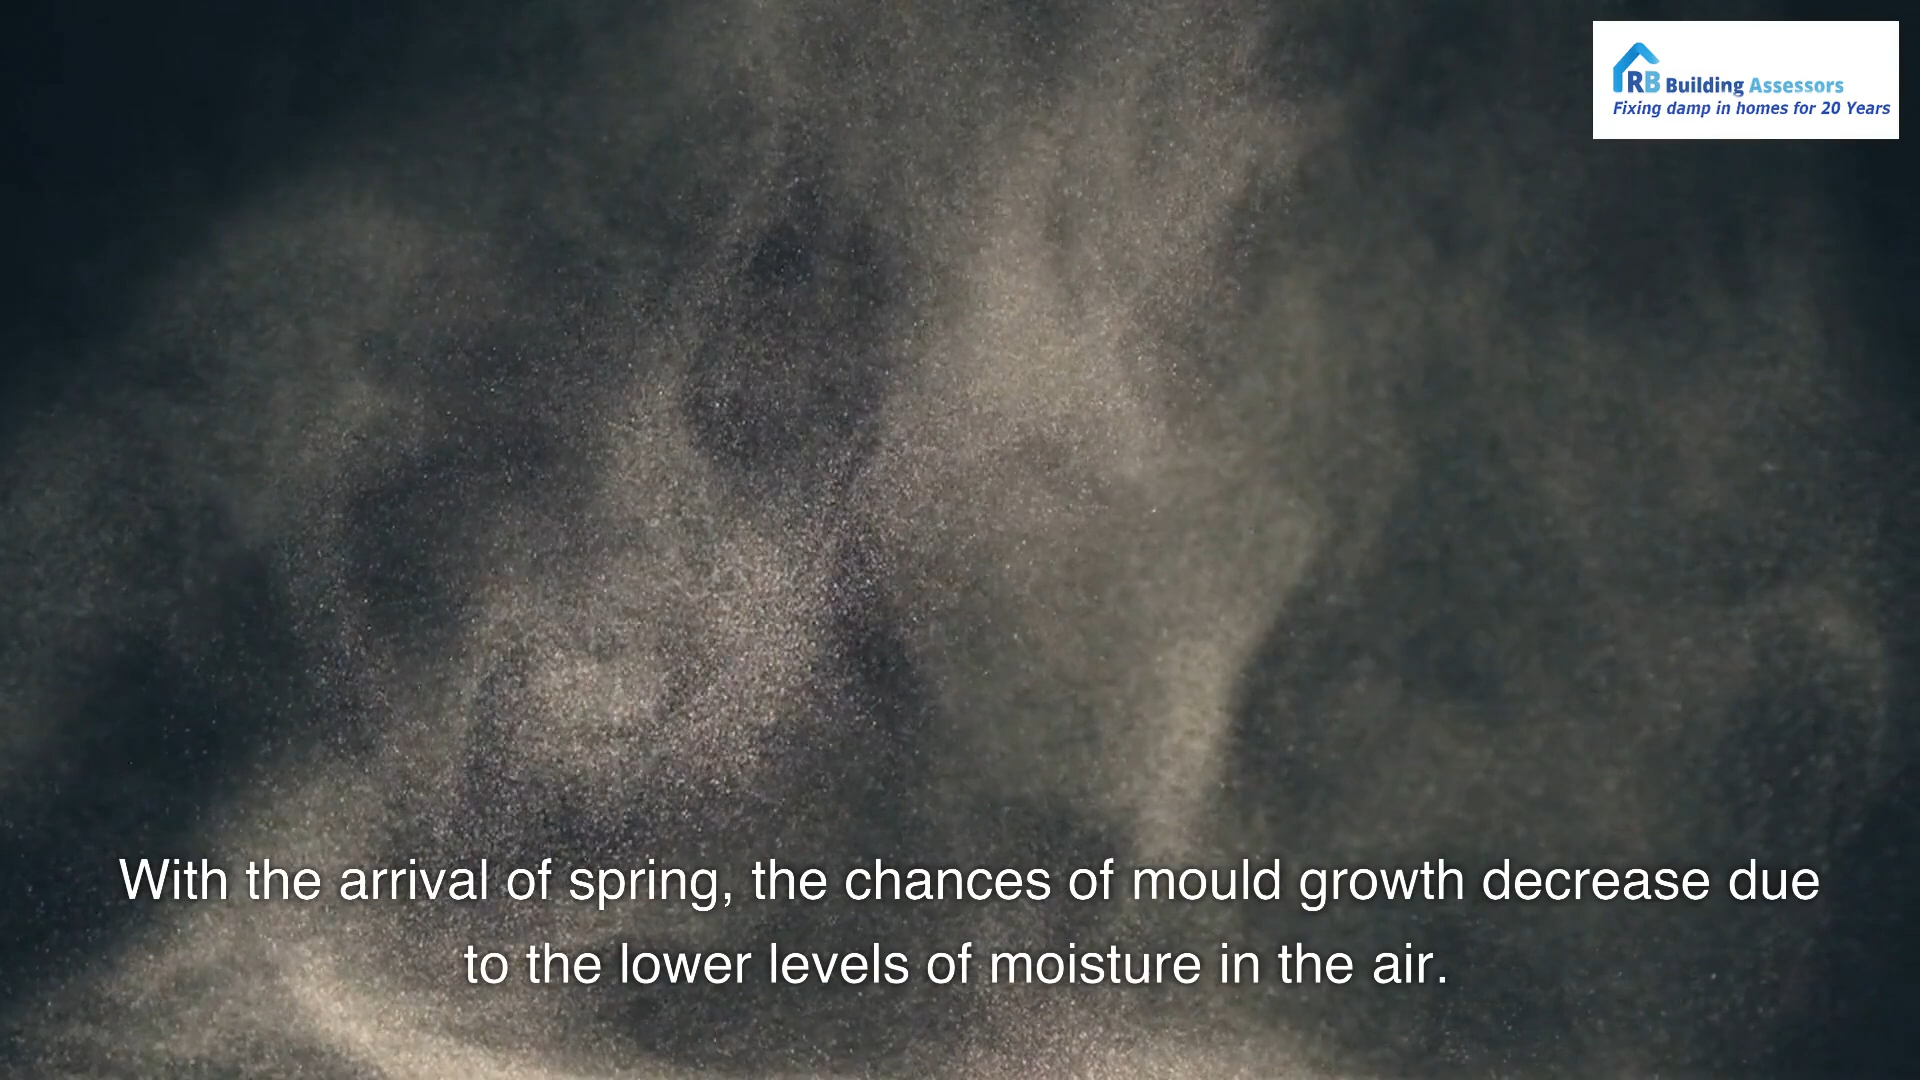 RB Building Assessors
Fixing damp in homes for 20 Years
With the arrival of spring, the chances of mould growth decrease due
to the lower levels of moisture in the air.